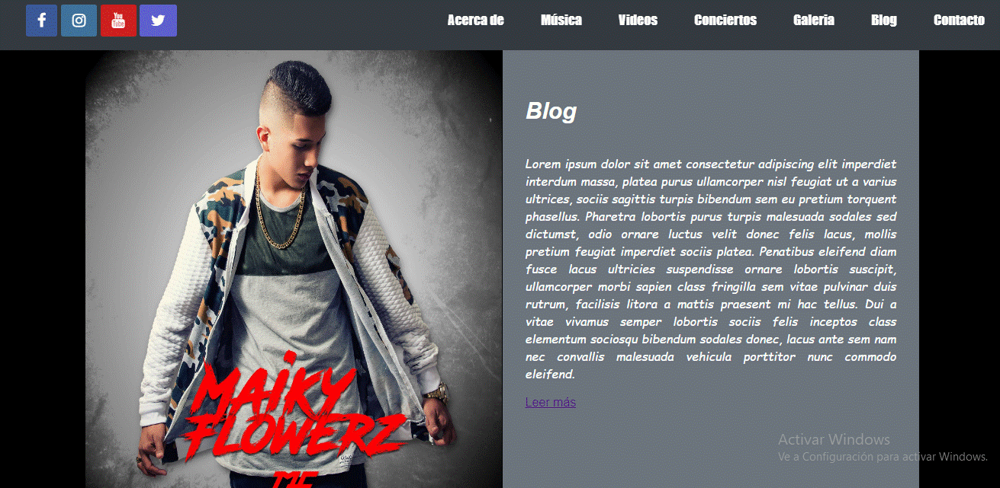 You
Tube
Acerca de Música Videos Conciertos Galeria Blog Contacto
Blog
Lorem ipsum dolor sit amet consectetur adipiscing elit imperdiet
interdum massa, platea purus ullamcorper nisl feugiat ut a varius
ultrices, sociis sagittis turpis bibendum sem eu pretium torquent
phasellus. Pharetra lobortis purus turpis malesuada sodales sed
dictumst, odio ornare luctus velit donec felis lacus, mollis
pretium feugiat imperdiet sociis platea. Penatibus eleifend diam
fusce lacus ultricies suspendisse ornare lobortis suscipit,
ullamcorper morbi sapien class fringilla sem vitae pulvinar duis
rutrum, facilisis litora a mattis praesent mi hac tellus. Dui a
vitae vivamus semper lobortis sociis felis inceptos class
elementum sociosqu bibendum sodales donec, lacus ante sem nam
nec convallis malesuada vehicula porttitor nunc commodo
eleifend.
Leer más
MAIKY
FLOWERZ
ME
Activar Windows
Ve a Configuración para activar Windows.